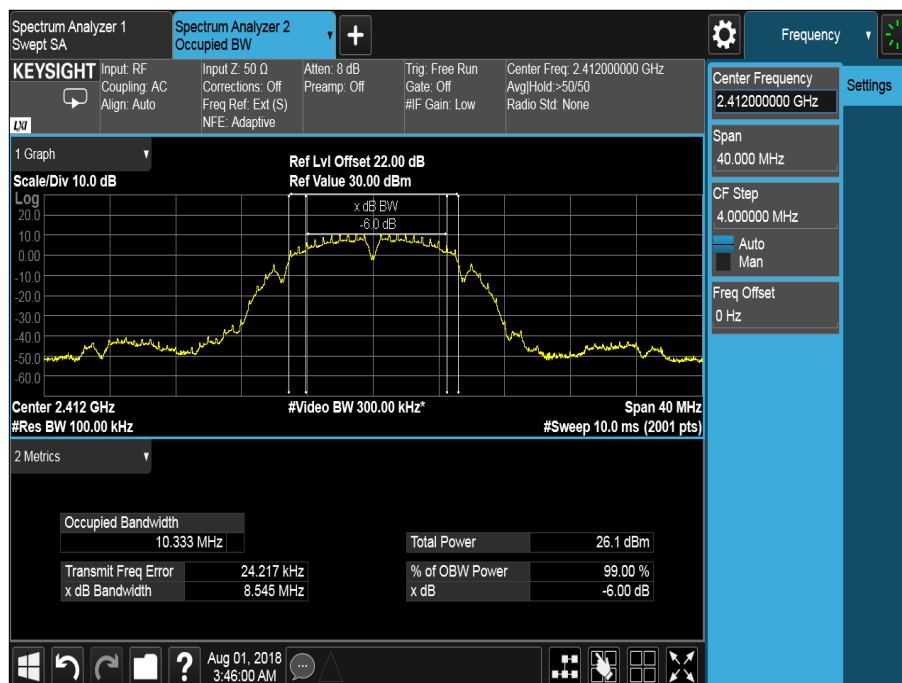 Spectrum Analyzer 1
Swept SA
Spectrum Analyzer 2
Occupied BW
Frequency
KEYSIGHT
LXI
Input: RF
Coupling: AC
Align: Auto
Input Z: 50 Ω
Corrections: Off
Freq Ref: Ext (S)
NFE: Adaptive
Atten: 8 dB
Preamp: Off
Trig: Free Run
Gate: Off
#IF Gain: Low
Center Freq: 2.412000000 GHz
Avg|Hold:>50/50
Radio Std: None
Center Frequency
2.412000000 GHz
Settings
Span
40.000 MHz
CF Step
4.000000 MHz
Auto
Man
Freq Offset
0 Hz
1 Graph
Scale/Div 10.0 dB
Ref Lvl Offset 22.00 dB
Ref Value 30.00 dBm
Log
x dB BW
-6.0 dB
20.0
10.0
0.00
-10.0
-20.0
-30.0
-40.0
-50.0
-60.0
Center 2.412 GHz
#Video BW 300.00 kHz*
Span 40 MHz
#Res BW 100.00 kHz
#Sweep 10.0 ms (2001 pts)
2 Metrics
Occupied Bandwidth
10.333 MHz
Total Power 26.1 dBm
Transmit Freq Error 24.217 kHz
% of OBW Power 99.00 %
x dB Bandwidth 8.545 MHz
x dB -6.00 dB
Aug 01, 2018
3:46:00 AM